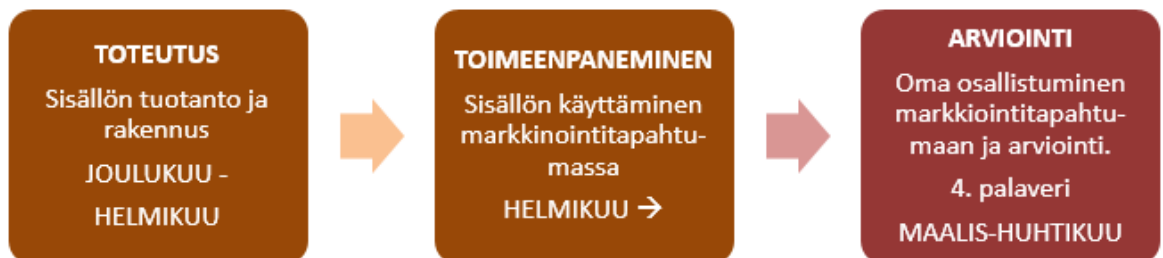 TOTEUTUS
Sisällön tuotanto ja
rakennus
JOULUKUU -
HELMIKUU
TOIMEENPANEMINEN
Sisällön käyttäminen
markkinointitapahtu-
massa
HELMIKUU →
ARVIOINTI
Oma osallistuminen
markkiointitapahtu-
maan ja arviointi.
4. palaveri
MAALIS-HUHTIKUU